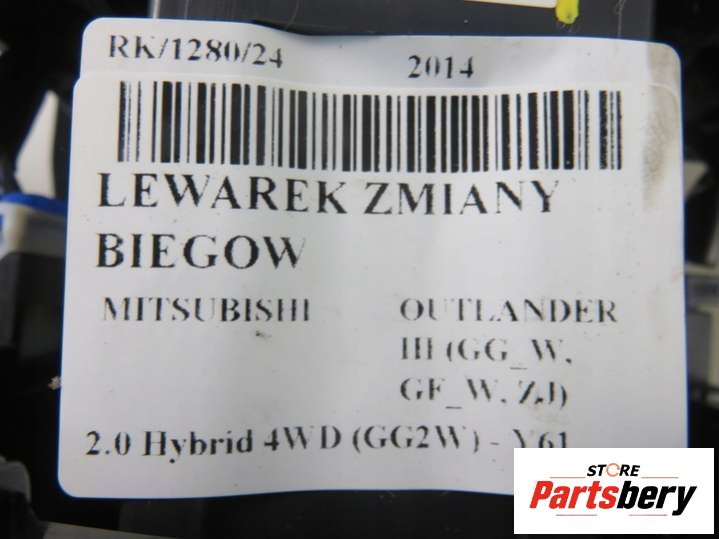 RK/1280/24 2014
LEWAREK ZMIANY
BIEGOW
MITSUBISHI OUTLANDER
III (GG_W,
GF_W, ZJ)
2.0 Hybrid 4WD (GG2W) - Y61
STORE
Partsbery